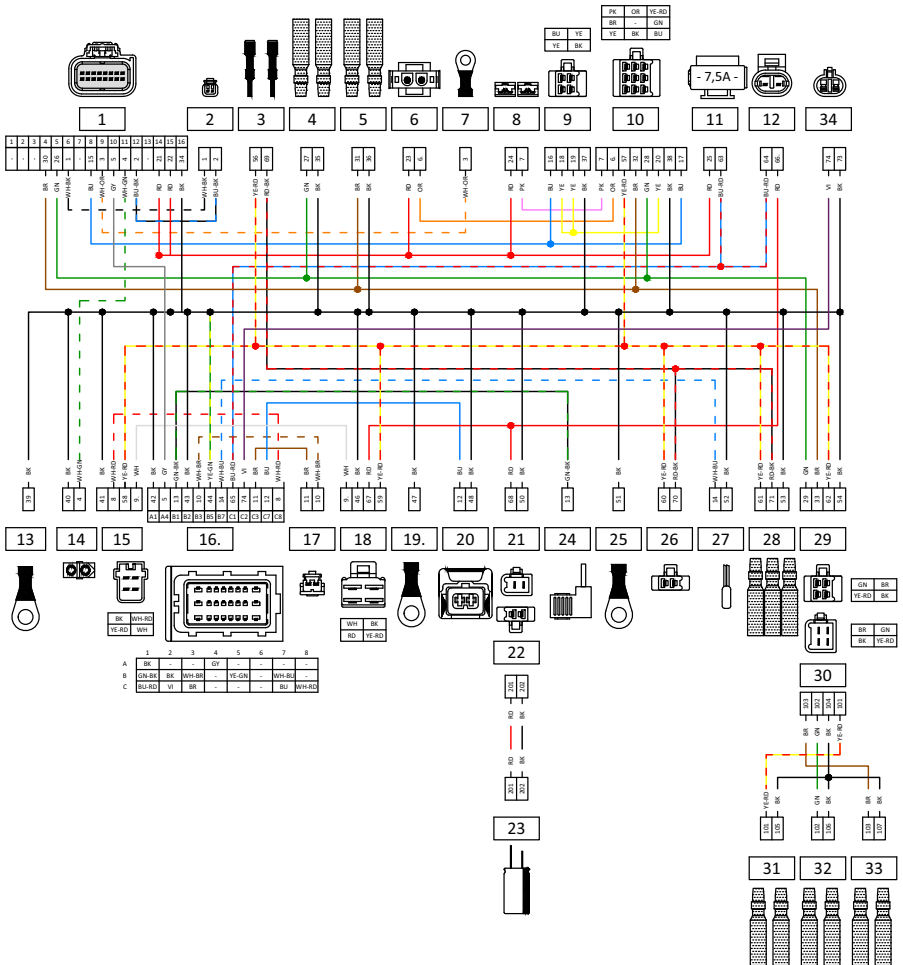 PK OR YE-RD
BR - GN
YE BK BU
BU YE
YE BK
- 7,5A -
1 2 3 4 5 6 7 8 9 10 11 12 34
1 2 3 4 5 6 7 8 9 10 11 12 13 14 15 16
- - - 30 26 1 - 15 3 5 4 2 - 21 22 34
1 2
56 69
27 35
31 36
23 6.
3
24 7
16 18 19 37
7 6. 57 32 28 20 38 17
25 63
64 66.
74 73
BR GN WH-BK BU WH-OR GY WH-GN BU-BK RD RD BK
WH-BK BU-BK
YE-RD RD-BK
GN BK
BR BK
RD OR
WH-OR
RD PK
BU YE YE BK
PK OR YE-RD BR GN YE BK BU
RD BU-RD
BU-RD RD
VI BK
BK
BK WH-GN
BK WH-RD YE-RD WH
BK GY GN-BK BK WH-BR YE-GN WH-BU BU-RD VI BR BU WH-RD
BR WH-BR
WH BK RD YE-RD
BK
BU BK
RD BK
GN-BK
BK
YE-RD RD-BK
WH-BU BK
YE-RD RD-BK BK
GN BR YE-RD BK
39
40 4
41 8 58 9.
42 5 13 43 10 44 14 65 74 11 12 8
A1 A4 B1 B2 B3 B5 B7 C1 C2 C3 C7 C8
11 10
9. 46 67 59
47
12 48
68 50
13
51
60 70
14 52
61 71 53
29 33 62 54
13 14 15 16. 17 18 19. 20 21 24 25 26 27 28 29
BK WH-RD
YE-RD WH
WH BK
RD YE-RD
GN BR
YE-RD BK
BR GN
BK YE-RD
1 2 3 4 5 6 7 8
A BK - - GY - - - -
B GN-BK BK WH-BR - YE-GN - WH-BU -
C BU-RD VI BR - - - BU WH-RD
22
201 202
RD BK
RD BK
201 202
23
30
103 102 104 101
BR GN BK YE-RD
YE-RD BK
GN BK
BR BK
101 105
102 106
103 107
31 32 33